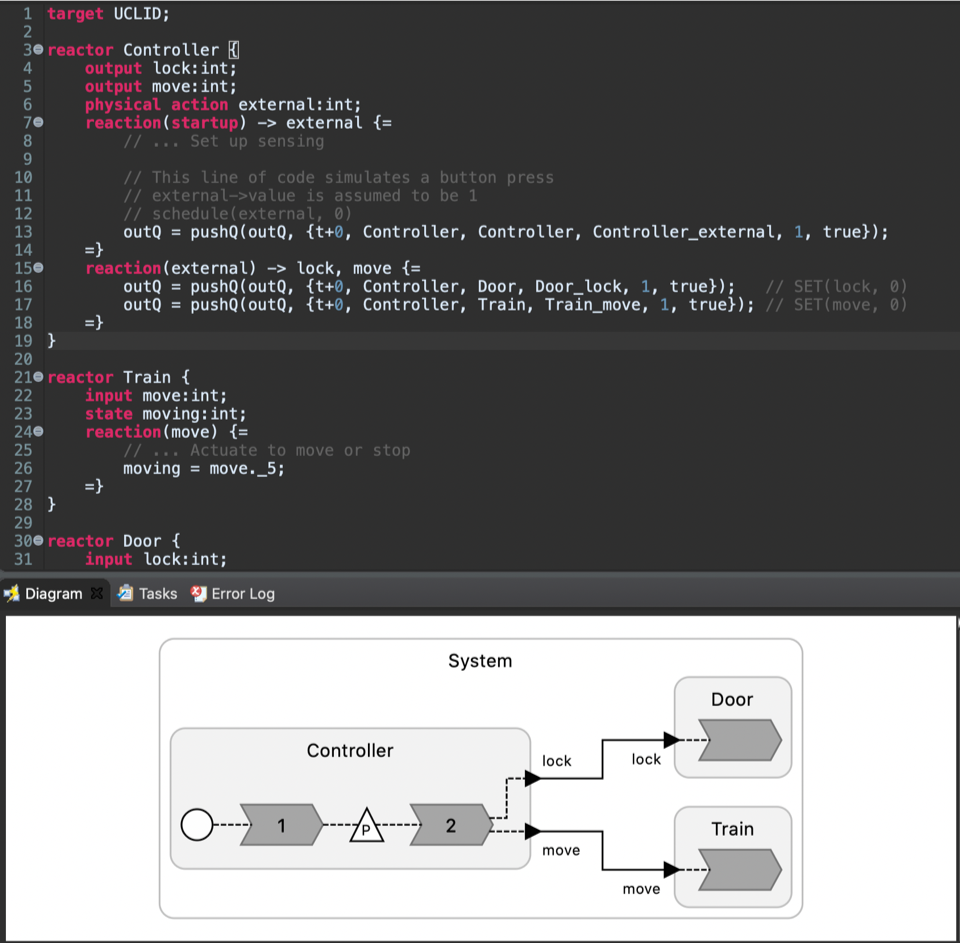 1 target UCLID;
2
3 reactor Controller {
4 output lock:int;
5 output move:int;
6 physical action external:int;
7 reaction(startup) -> external {=
8 // ... Set up sensing
9
10 // This line of code simulates a button press
11 // external->value is assumed to be 1
12 // schedule(external, 0)
13 outQ = pushQ(outQ, {t+0, Controller, Controller, Controller_external, 1, true});
14 =}
15 reaction(external) -> lock, move {=
16 outQ = pushQ(outQ, {t+0, Controller, Door, Door_lock, 1, true}); // SET(lock, 0)
17 outQ = pushQ(outQ, {t+0, Controller, Train, Train_move, 1, true}); // SET(move, 0)
18 =}
19 }
20
21 reactor Train {
22 input move:int;
23 state moving:int;
24 reaction(move) {=
25 // ... Actuate to move or stop
26 moving = move._5;
27 =}
28 }
29
30 reactor Door {
31 input lock:int;
Diagram Tasks Error Log
System
Door
Controller
lock
lock
1
P
2
Train
move
move